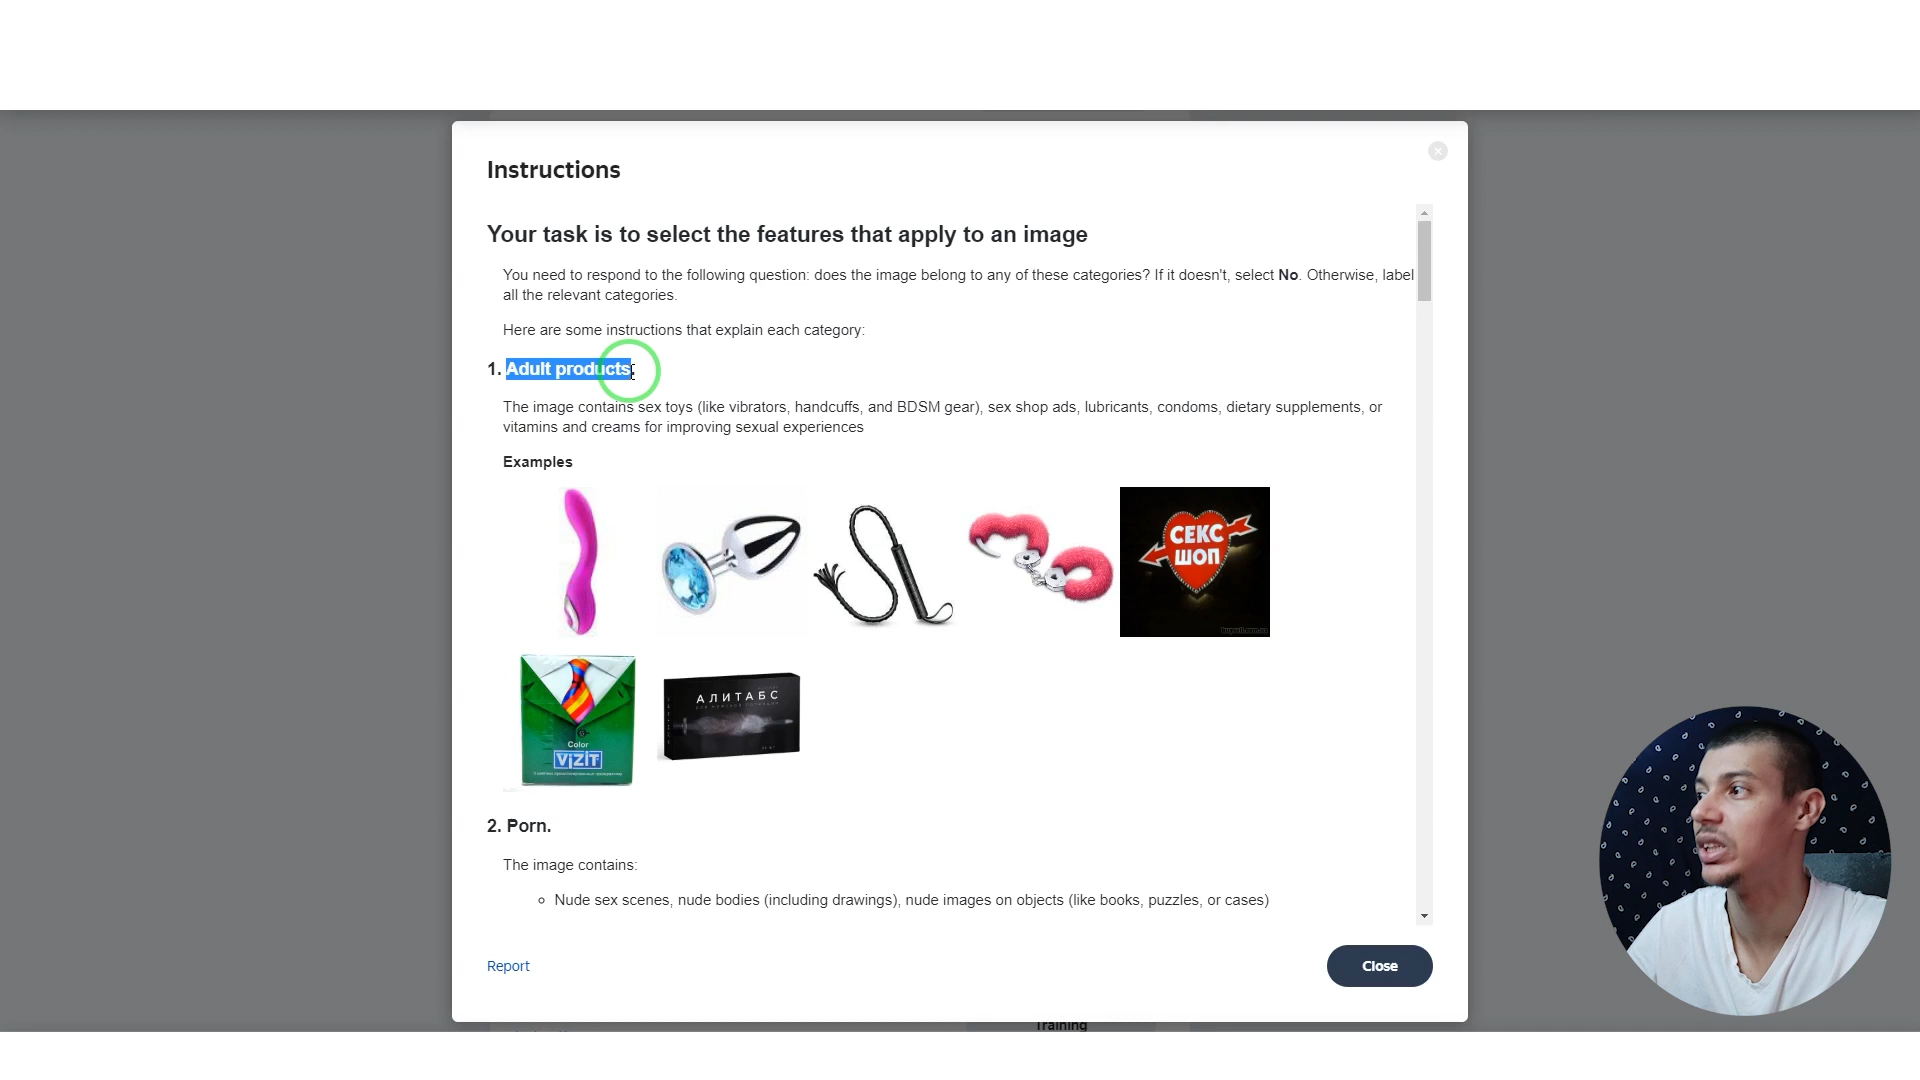 Instructions
Your task is to select the features that apply to an image
You need to respond to the following question: does the image belong to any of these categories? If it doesn't, select No. Otherwise, label
all the relevant categories.
Here are some instructions that explain each category:
1. Adult products.
The image contains sex toys (like vibrators, handcuffs, and BDSM gear), sex shop ads, lubricants, condoms, dietary supplements, or
vitamins and creams for improving sexual experiences
Examples
СЕКС
ШОП
Color
VIZIT
АЛИТАБС
2. Porn.
The image contains:
Nude sex scenes, nude bodies (including drawings), nude images on objects (like books, puzzles, or cases)
Report
Close
Training